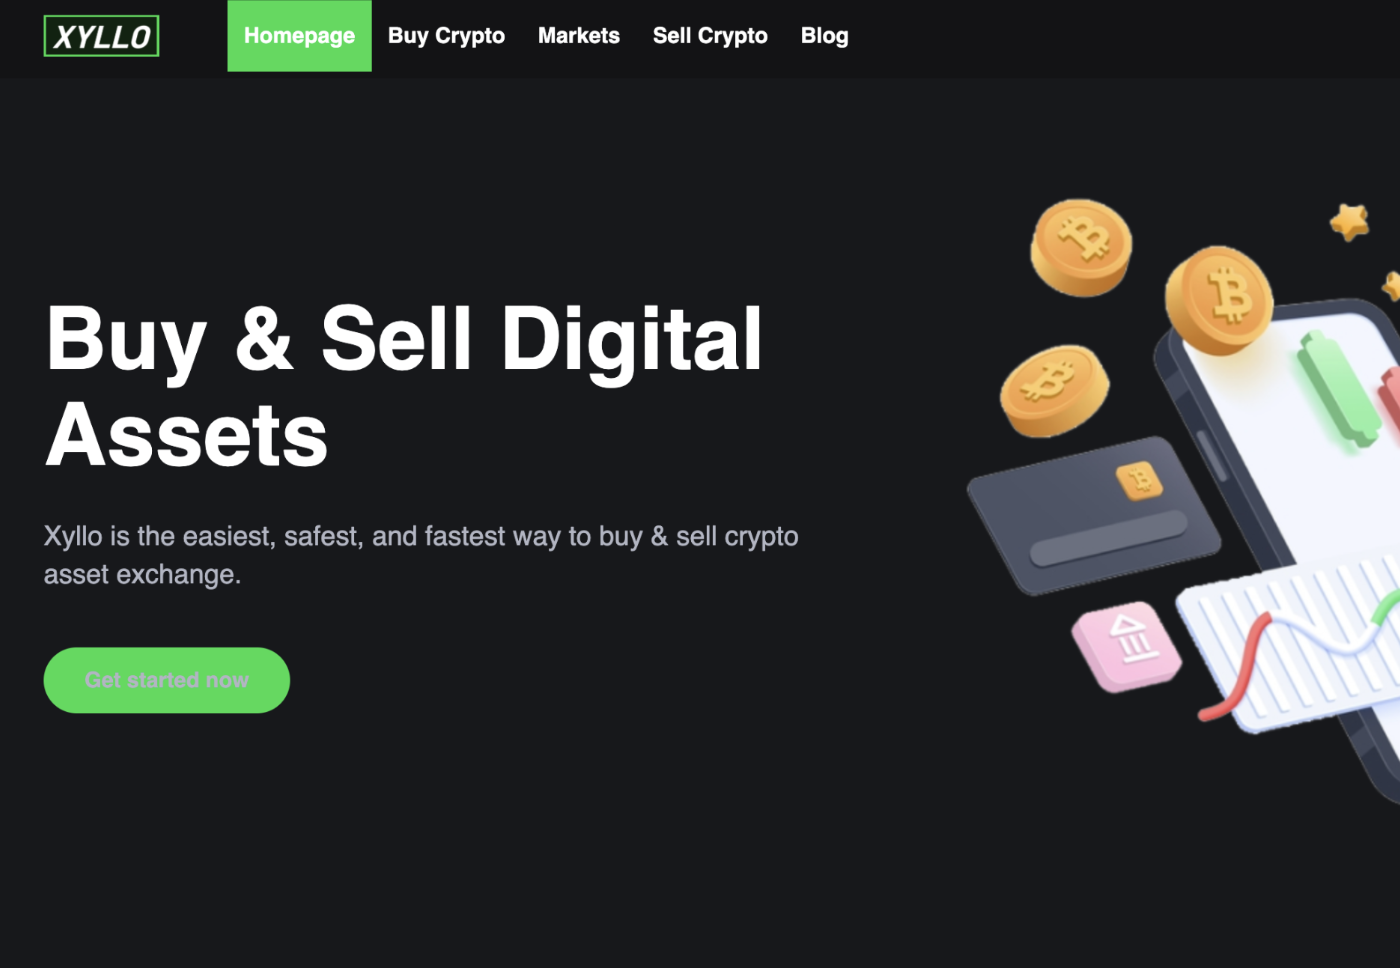 XYLLO
Homepage Buy Crypto Markets Sell Crypto Blog
Buy & Sell Digital
Assets
Xyllo is the easiest, safest, and fastest way to buy & sell crypto
asset exchange.
Get started now